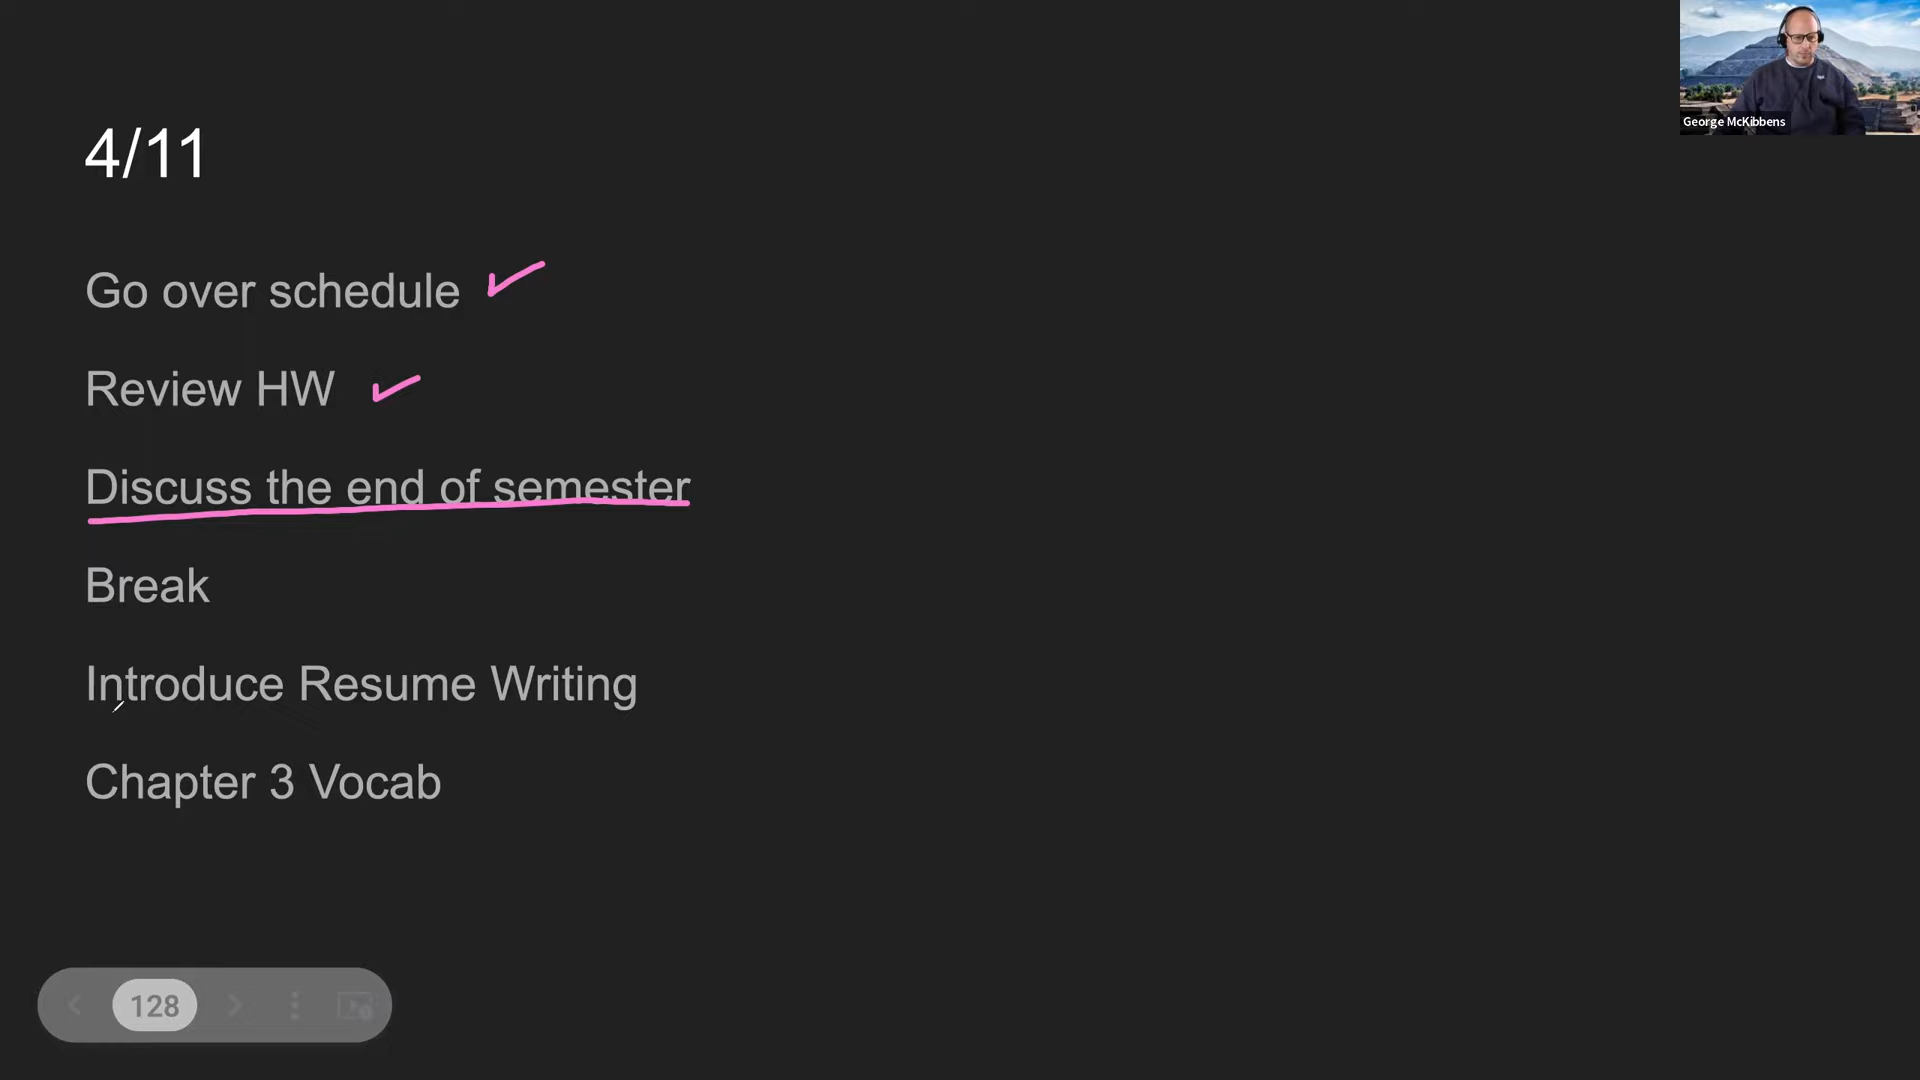 George McKibbens
4/11
Go over schedule
Review HW
Discuss the end of semester
Break
Introduce Resume Writing
Chapter 3 Vocab
128